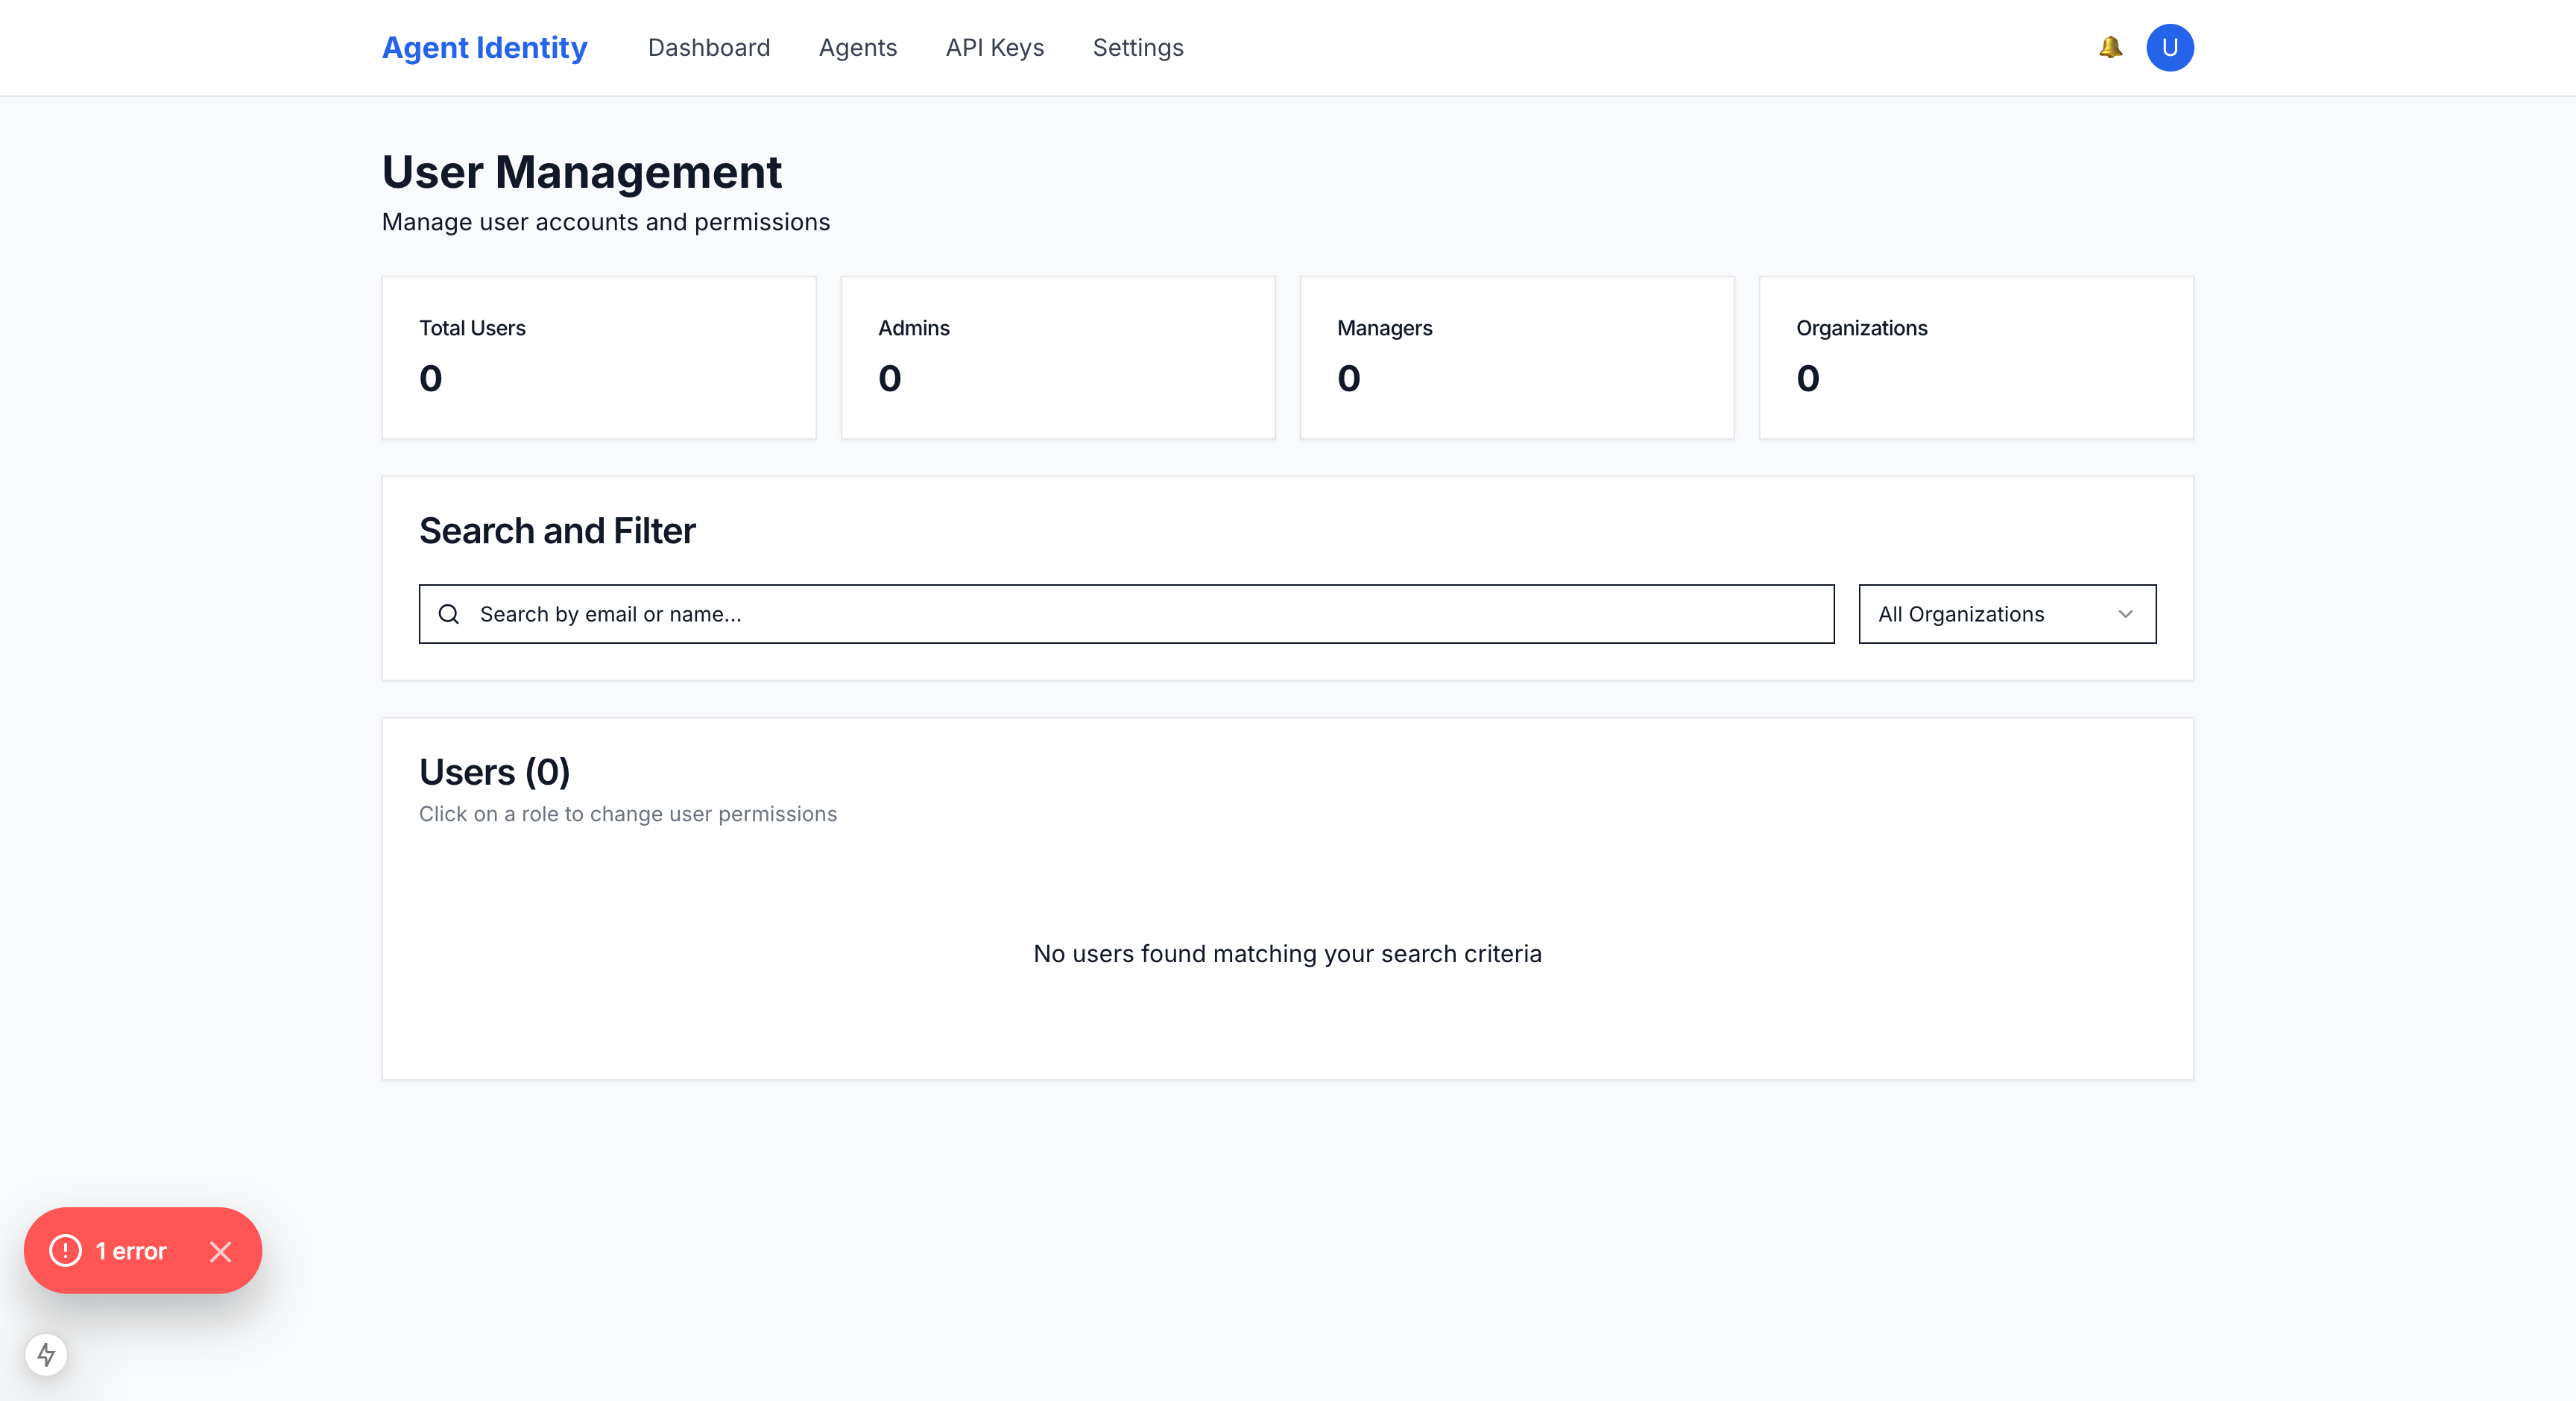 Agent Identity Dashboard Agents API Keys Settings U
User Management
Manage user accounts and permissions
Total Users Admins Managers Organizations
0 0 0 0
Search and Filter
Search by email or name... All Organizations
Users (0)
Click on a role to change user permissions
No users found matching your search criteria
1 error